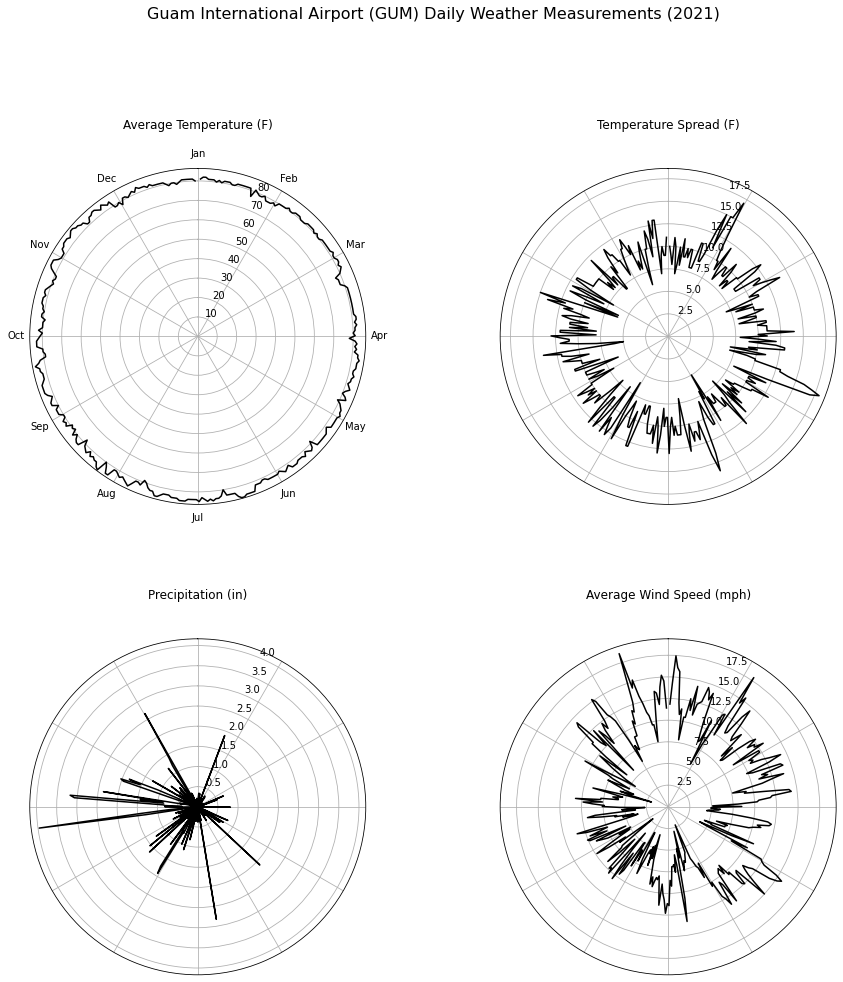 Guam International Airport (GUM) Daily Weather Measurements (2021)
Average Temperature (F)
Jan
Feb
Mar
Apr
May
Jun
Jul
Aug
Sep
Oct
Nov
Dec
10
20
30
40
50
60
70
80
Temperature Spread (F)
2.5
5.0
7.5
10.0
12.5
15.0
17.5
Precipitation (in)
0.5
1.0
1.5
2.0
2.5
3.0
3.5
4.0
Average Wind Speed (mph)
2.5
5.0
7.5
10.0
12.5
15.0
17.5